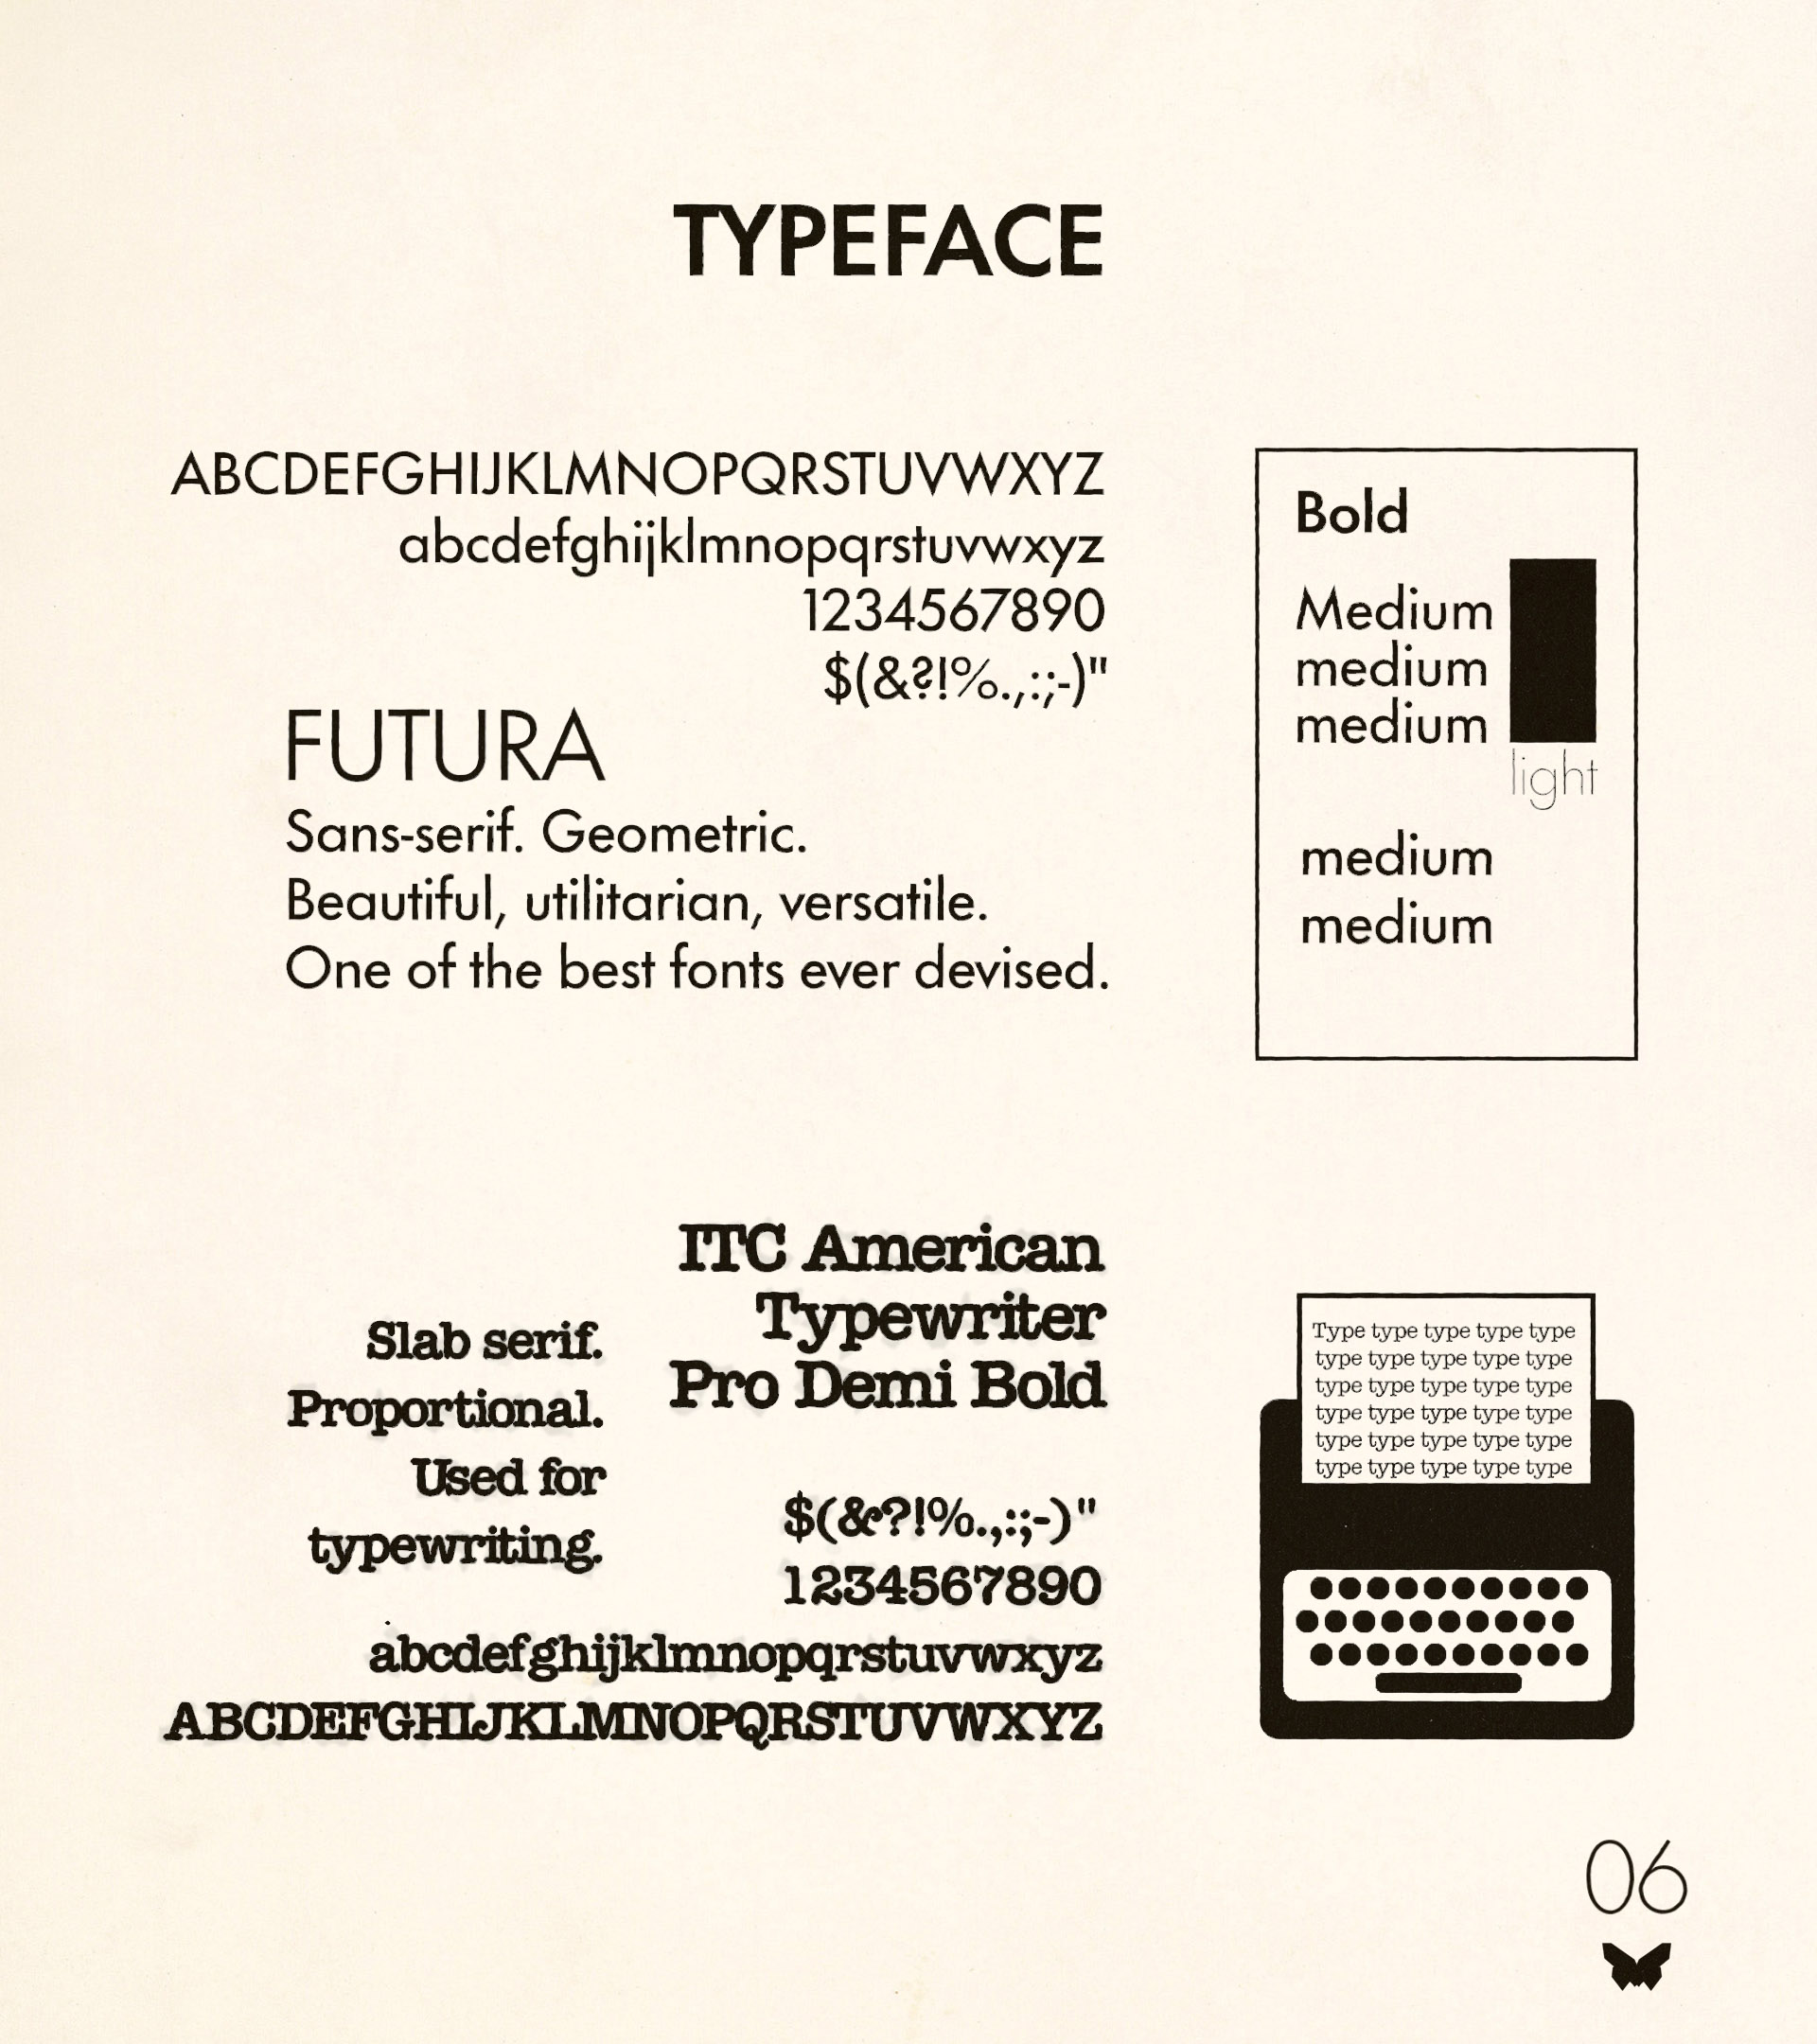 TYPEFACE
ABCDEFGHIJKLMNOPQRSTUVWXYZ
abcdefghijklmnopqrstuvwxyz
1234567890
$(&?!%.,:;-)"
FUTURA
Sans-serif. Geometric.
Beautiful, utilitarian, versatile.
One of the best fonts ever devised.
Bold
Medium
medium
medium
light
medium
medium
ITC American
Typewriter
Pro Demi Bold
Slab serif.
Proportional.
Used for
typewriting.
$(&?!%.,:;-)"
1234567890
abcdefghijklmnopqrstuvwxyz
ABCDEFGHIJKLMNOPQRSTUVWXYZ
Type type type type type
type type type type type
type type type type type
type type type type type
type type type type type
type type type type type
06